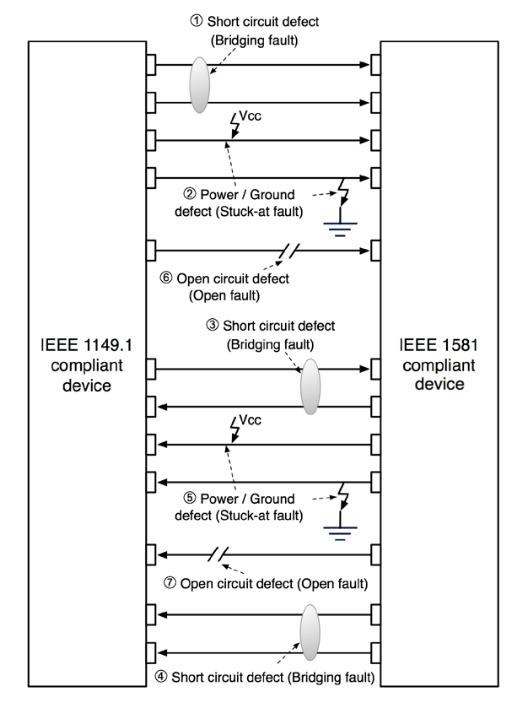 ① Short circuit defect
(Bridging fault)
Vcc
② Power / Ground
defect (Stuck-at fault)
⑥ Open circuit defect
(Open fault)
③ Short circuit defect
(Bridging fault)
IEEE 1149.1
compliant
device
IEEE 1581
compliant
device
Vcc
⑤ Power / Ground
defect (Stuck-at fault)
⑦ Open circuit defect (Open fault)
④ Short circuit defect (Bridging fault)